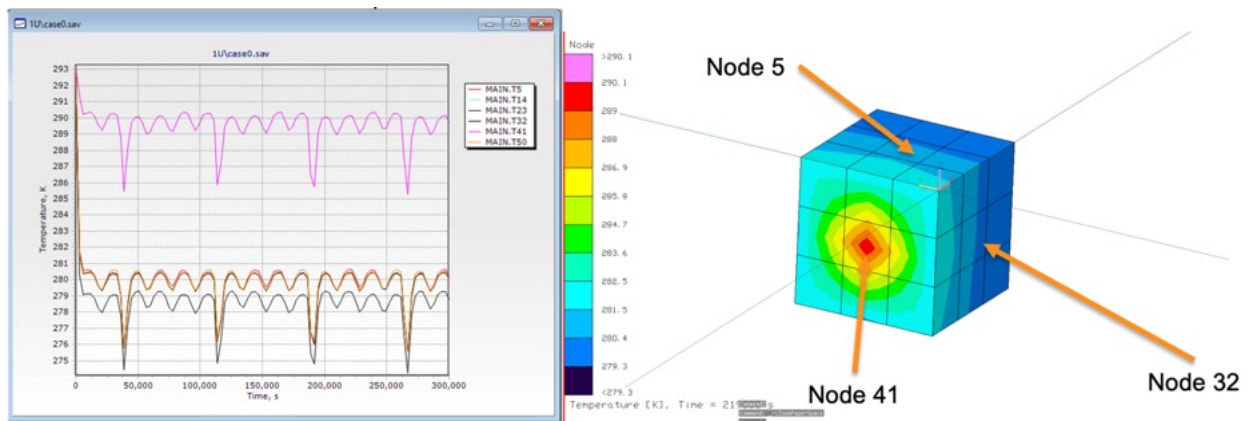 1U\case0.sav
1U\case0.sav
293
292
291
290
289
288
287
286
285
284
283
282
281
280
279
278
277
276
275
Temperature, K
0
50,000
100,000
150,000
200,000
250,000
300,000
Time, s
MAIN.T5
MAIN.T14
MAIN.T23
MAIN.T32
MAIN.T41
MAIN.T50
Node
>290.1
290.1
289
288
286.9
285.8
284.7
283.6
282.5
281.5
280.4
279.3
<279.3
Temperature [K], Time =
Node 5
Node 41
Node 32